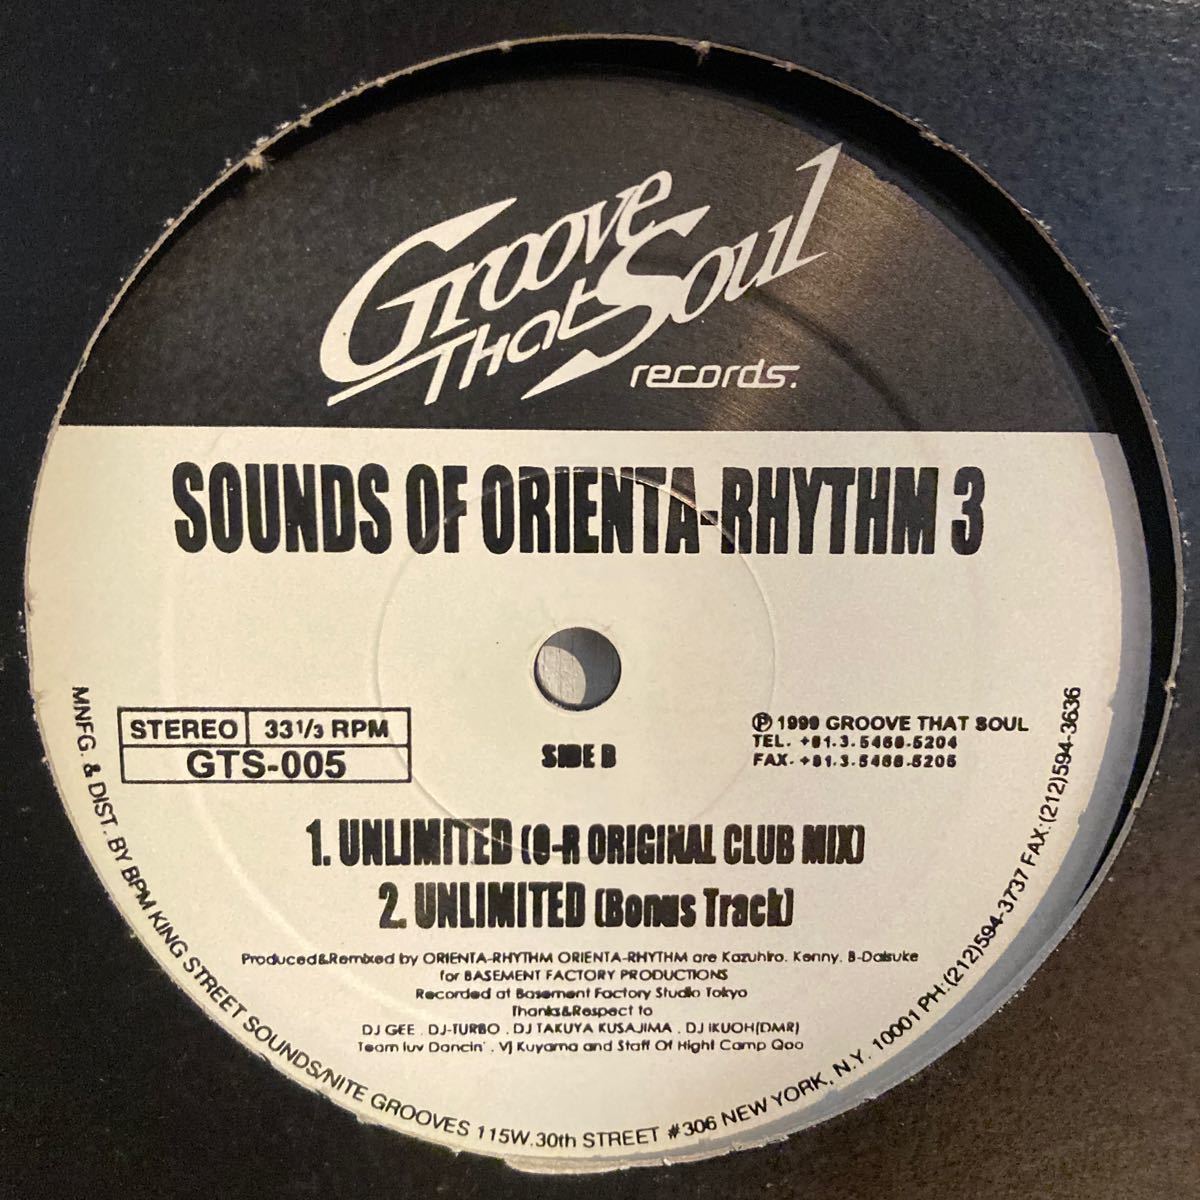 Groove
That Soul
records.
SOUNDS OF ORIENTA-RHYTHM 3
STEREO 33 1/3 RPM
GTS-005
SIDE B
℗ 1999 GROOVE THAT SOUL
TEL. +81.3.5468.5204
FAX. +81.3.5468.5205
1. UNLIMITED (O-R ORIGINAL CLUB MIX)
2. UNLIMITED (Bonus Track)
Produced&Remixed by ORIENTA-RHYTHM ORIENTA-RHYTHM are Kazuhiro. Kenny. B-Daisuke
for BASEMENT FACTORY PRODUCTIONS
Recorded at Basement Factory Studio Tokyo
Thanks&Respect to
DJ GEE . DJ-TURBO . DJ TAKUYA KUSAJIMA . DJ IKUOH(DMR)
Team luv Dancin' . VJ Kuyama and Staff Of Hight Camp Qoo
MNFG. & DIST. BY BPM KING STREET SOUNDS/NITE GROOVES 115W.30th STREET #306 NEW YORK, N.Y. 10001 PH:(212)594-3737 FAX:(212)594-3636